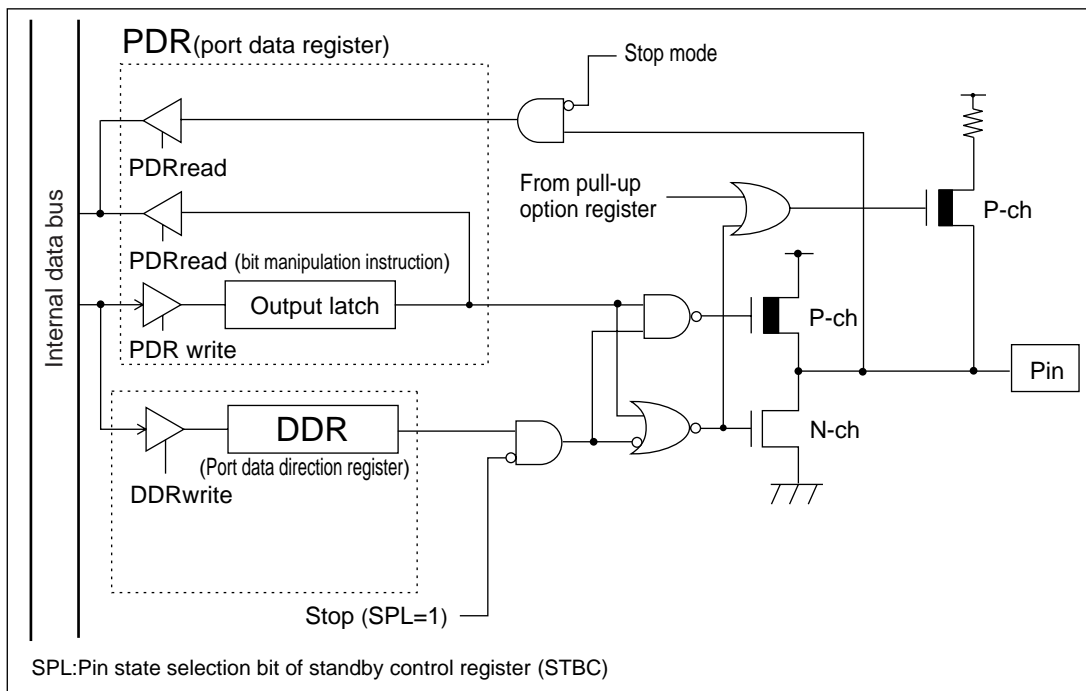 PDR (port data register)
Stop mode
PDRread
From pull-up
option register
P-ch
PDRread (bit manipulation instruction)
Internal data bus
Output latch
P-ch
PDR write
Pin
DDR
(Port data direction register)
N-ch
DDRwrite
Stop (SPL=1)
SPL:Pin state selection bit of standby control register (STBC)